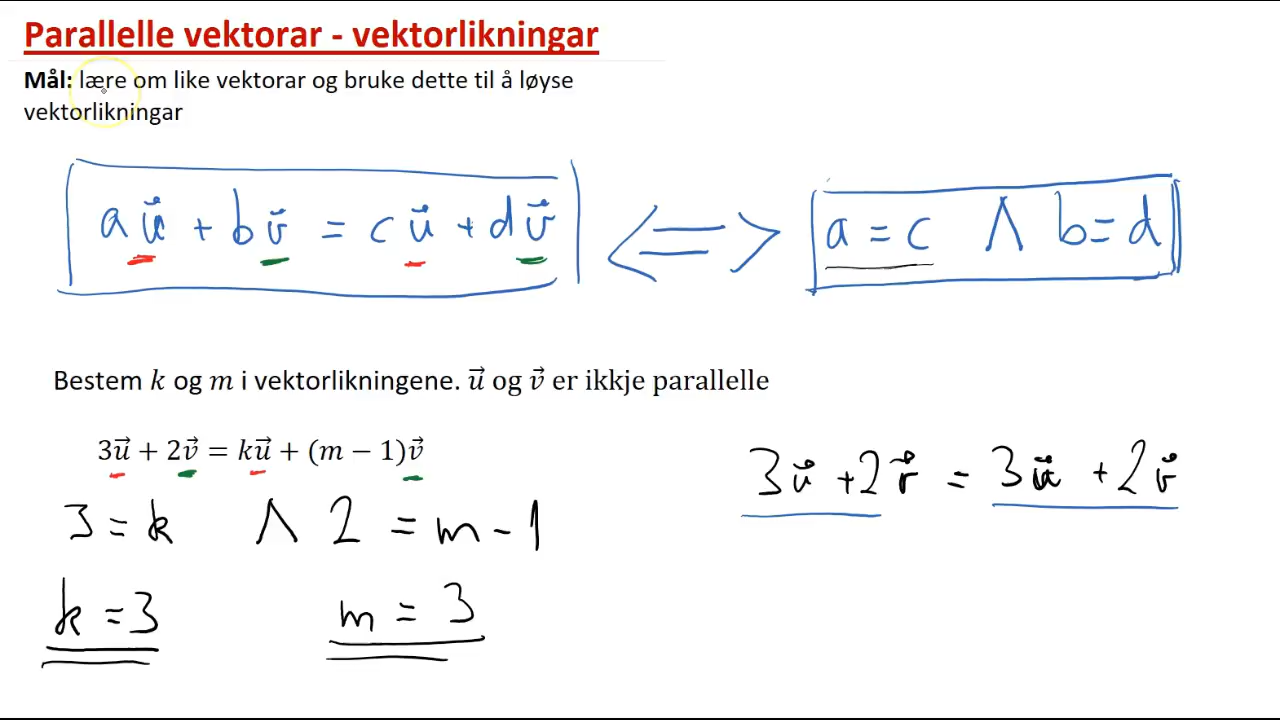 Parallelle vektorar - vektorlikningar
Mål: lære om like vektorar og bruke dette til å løyse
vektorlikningar
a u⃗ + b v⃗ = c u⃗ + d v⃗ <=> a = c ∧ b = d
Bestem k og m i vektorlikningene. u⃗ og v⃗ er ikkje parallelle
3u⃗ + 2v⃗ = ku⃗ + (m − 1)v⃗
3u⃗ + 2v⃗ = 3u⃗ + 2v⃗
3 = k ∧ 2 = m - 1
k = 3 m = 3